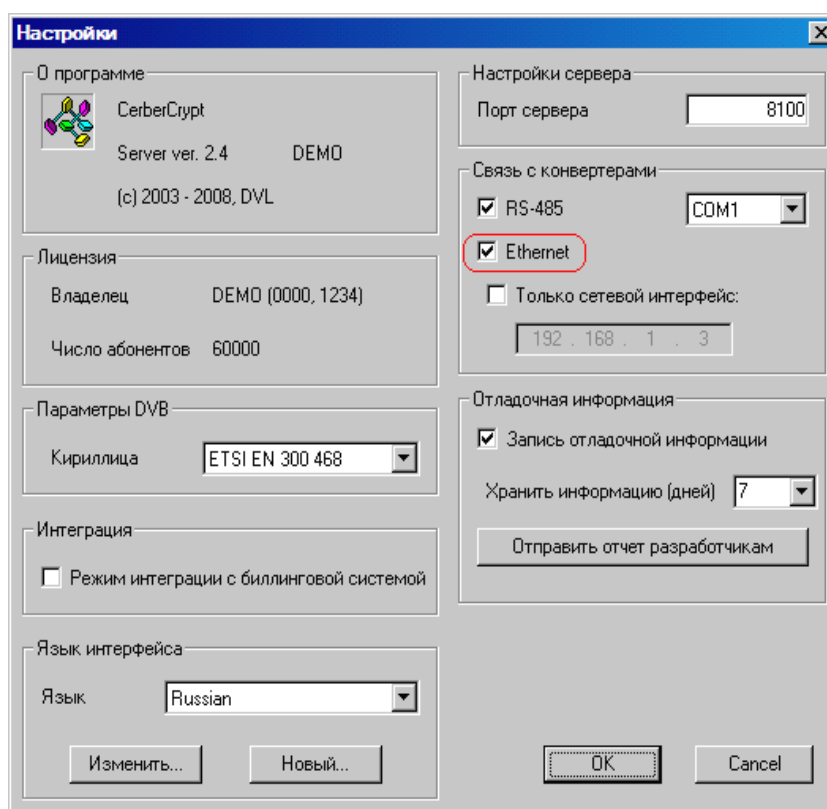 Настройки
О программе
CerberCrypt
Server ver. 2.4 DEMO
(c) 2003 - 2008, DVL
Лицензия
Владелец DEMO (0000, 1234)
Число абонентов 60000
Параметры DVB
Кириллица ETSI EN 300 468
Интеграция
Режим интеграции с биллинговой системой
Язык интерфейса
Язык Russian
Изменить... Новый...
Настройки сервера
Порт сервера 8100
Связь с конвертерами
RS-485 COM1
Ethernet
Только сетевой интерфейс:
192 . 168 . 1 . 3
Отладочная информация
Запись отладочной информации
Хранить информацию (дней) 7
Отправить отчет разработчикам
OK Cancel